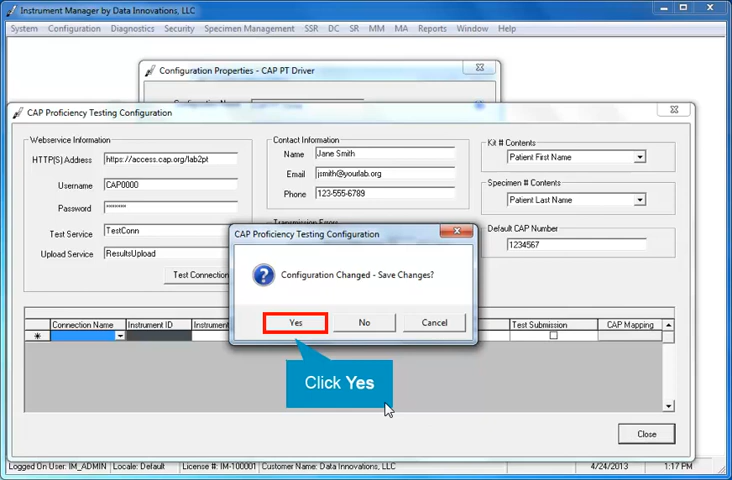 Instrument Manager by Data Innovations, LLC
System Configuration Diagnostics Security Specimen Management SSR DC SR MM MA Reports Window Help
Configuration Properties - CAP PT Driver
CAP Proficiency Testing Configuration
Webservice Information
HTTP(S) Address https://access.cap.org/lab2pt
Username CAP0000
Password *******
Test Service TestConn
Upload Service ResultsUpload
Test Connection
Contact Information
Name Jane Smith
Email jsmith@yourlab.org
Phone 123-555-6789
Transmission Errors
Kit # Contents
Patient First Name
Specimen # Contents
Patient Last Name
Default CAP Number
1234567
CAP Proficiency Testing Configuration
Configuration Changed - Save Changes?
Yes No Cancel
Connection Name Instrument ID Test Submission CAP Mapping
Click Yes
Close
Logged On User: IM_ADMIN Locale: Default License #: IM-100001 Customer Name: Data Innovations, LLC 4/24/2013 1:17 PM